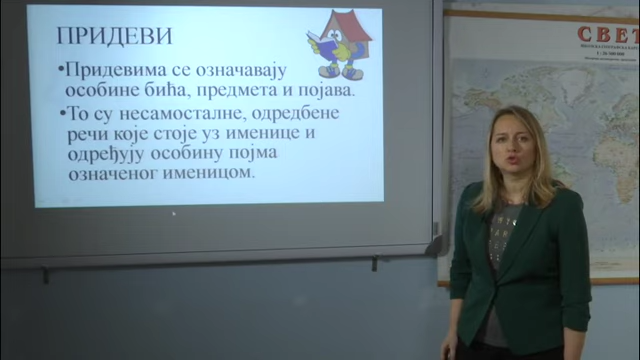 ПРИДЕВИ
•Придевима се означавају
особине бића, предмета и појава.
•То су несамосталне, одредбене
речи које стоје уз именице и
одређују особину појма
означеног именицом.
СВЕТ